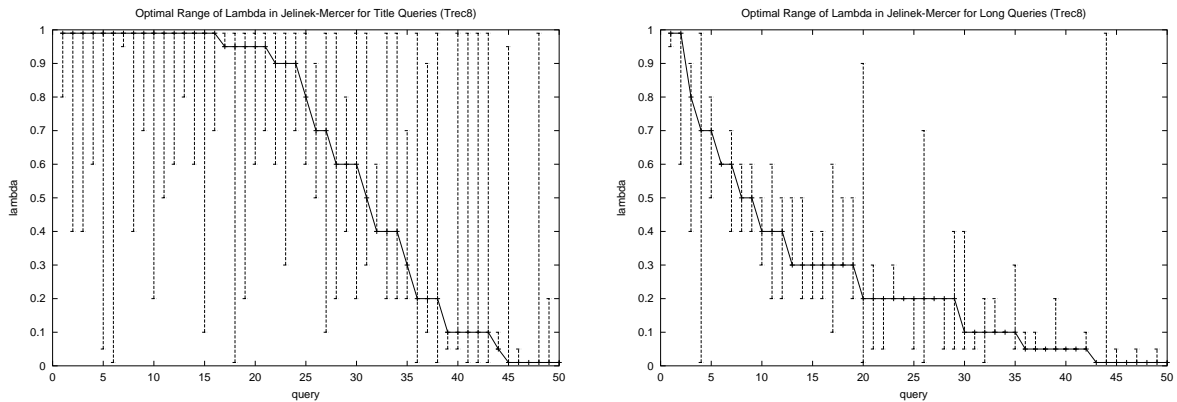 Optimal Range of Lambda in Jelinek-Mercer for Title Queries (Trec8)
1
0.9
0.8
0.7
0.6
0.5
0.4
0.3
0.2
0.1
0
lambda
0 5 10 15 20 25 30 35 40 45 50
query
Optimal Range of Lambda in Jelinek-Mercer for Long Queries (Trec8)
1
0.9
0.8
0.7
0.6
0.5
0.4
0.3
0.2
0.1
0
lambda
0 5 10 15 20 25 30 35 40 45 50
query